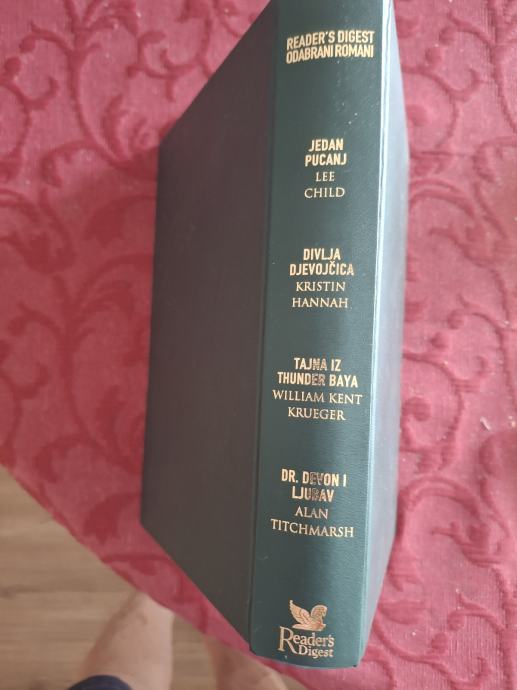 READER'S DIGEST
ODABRANI ROMANI
JEDAN
PUCANJ
LEE
CHILD
DIVLJA
DJEVOJČICA
KRISTIN
HANNAH
TAJNA IZ
THUNDER BAYA
WILLIAM KENT
KRUEGER
DR. DEVON I
LJUBAV
ALAN
TITCHMARSH
Reader's
Digest